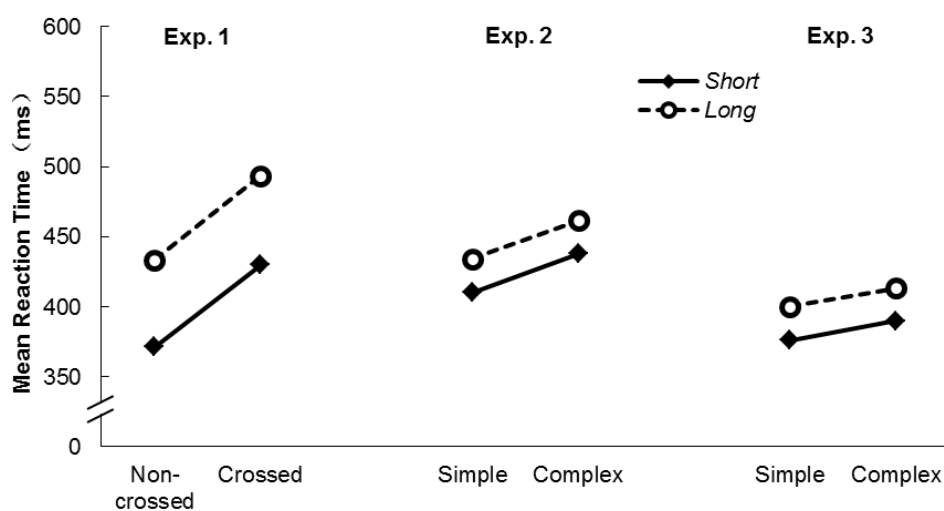 600
Exp. 1
Exp. 2
Exp. 3
550
Short
Long
500
450
400
350
0
Mean Reaction Time（ms）
Non-
crossed
Crossed
Simple
Complex
Simple
Complex